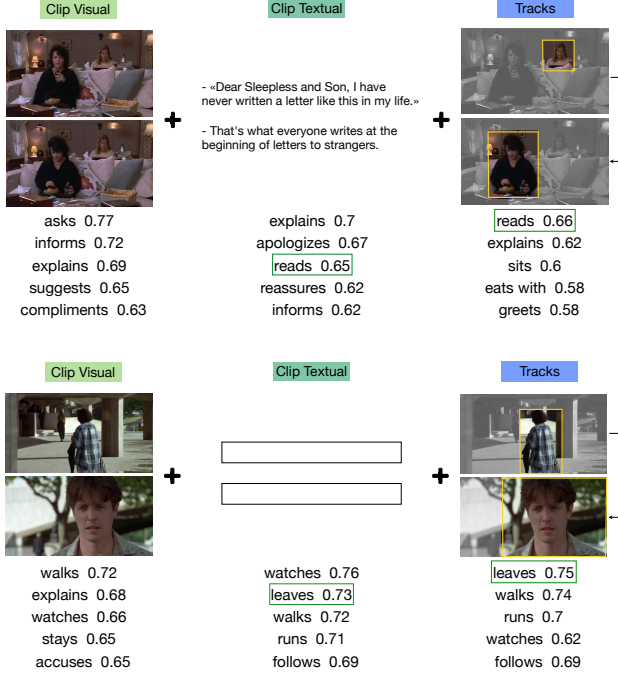 Clip Visual
Clip Textual
Tracks
- «Dear Sleepless and Son, I have
never written a letter like this in my life.»
- That's what everyone writes at the
beginning of letters to strangers.
asks 0.77
informs 0.72
explains 0.69
suggests 0.65
compliments 0.63
explains 0.7
apologizes 0.67
reads 0.65
reassures 0.62
informs 0.62
reads 0.66
explains 0.62
sits 0.6
eats with 0.58
greets 0.58
Clip Visual
Clip Textual
Tracks
walks 0.72
explains 0.68
watches 0.66
stays 0.65
accuses 0.65
watches 0.76
leaves 0.73
walks 0.72
runs 0.71
follows 0.69
leaves 0.75
walks 0.74
runs 0.7
watches 0.62
follows 0.69